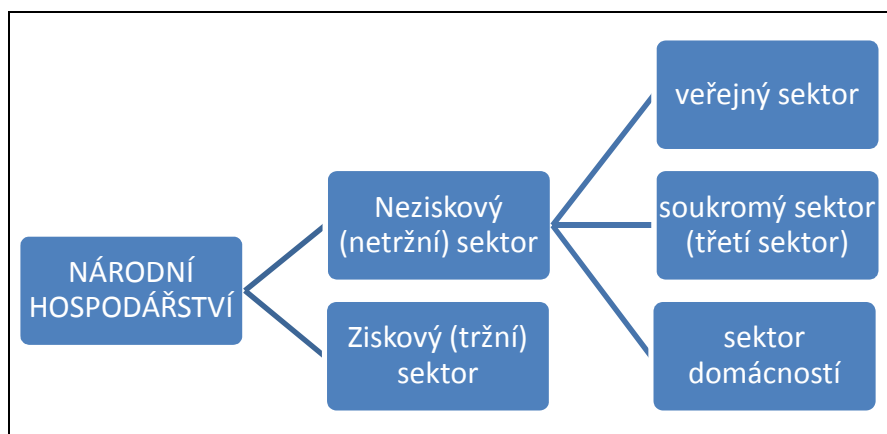 NÁRODNÍ
HOSPODÁŘSTVÍ
Neziskový
(netržní) sektor
Ziskový (tržní)
sektor
veřejný sektor
soukromý sektor
(třetí sektor)
sektor
domácností